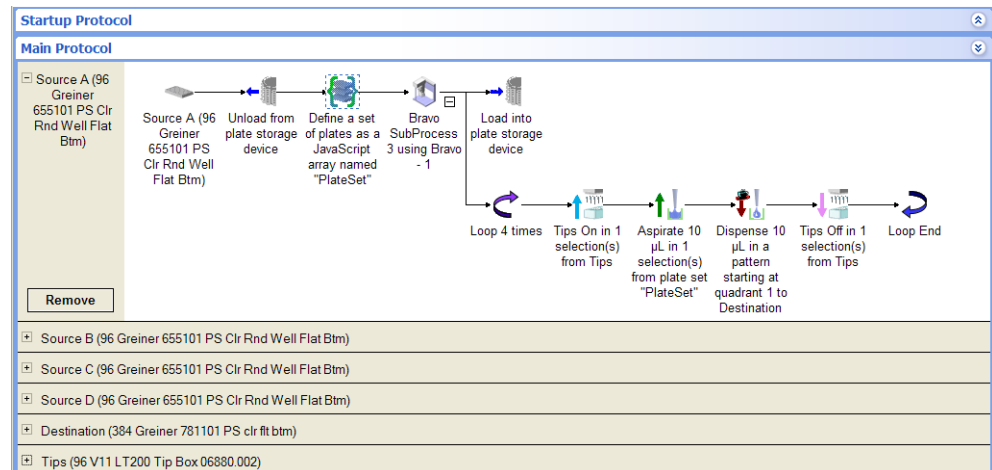 Startup Protocol
Main Protocol
Source A (96
Greiner
655101 PS Clr
Rnd Well Flat
Btm)
Source A (96
Greiner
655101 PS
Clr Rnd Well
Flat Btm)
Unload from
plate storage
device
Define a set
of plates as a
JavaScript
array named
"PlateSet"
Bravo
SubProcess
3 using Bravo
- 1
Load into
plate storage
device
Loop 4 times
Tips On in 1
selection(s)
from Tips
Aspirate 10
µL in 1
selection(s)
from plate set
"PlateSet"
Dispense 10
µL in a
pattern
starting at
quadrant 1 to
Destination
Tips Off in 1
selection(s)
from Tips
Loop End
Remove
Source B (96 Greiner 655101 PS Clr Rnd Well Flat Btm)
Source C (96 Greiner 655101 PS Clr Rnd Well Flat Btm)
Source D (96 Greiner 655101 PS Clr Rnd Well Flat Btm)
Destination (384 Greiner 781101 PS clr flt btm)
Tips (96 V11 LT200 Tip Box 06880.002)